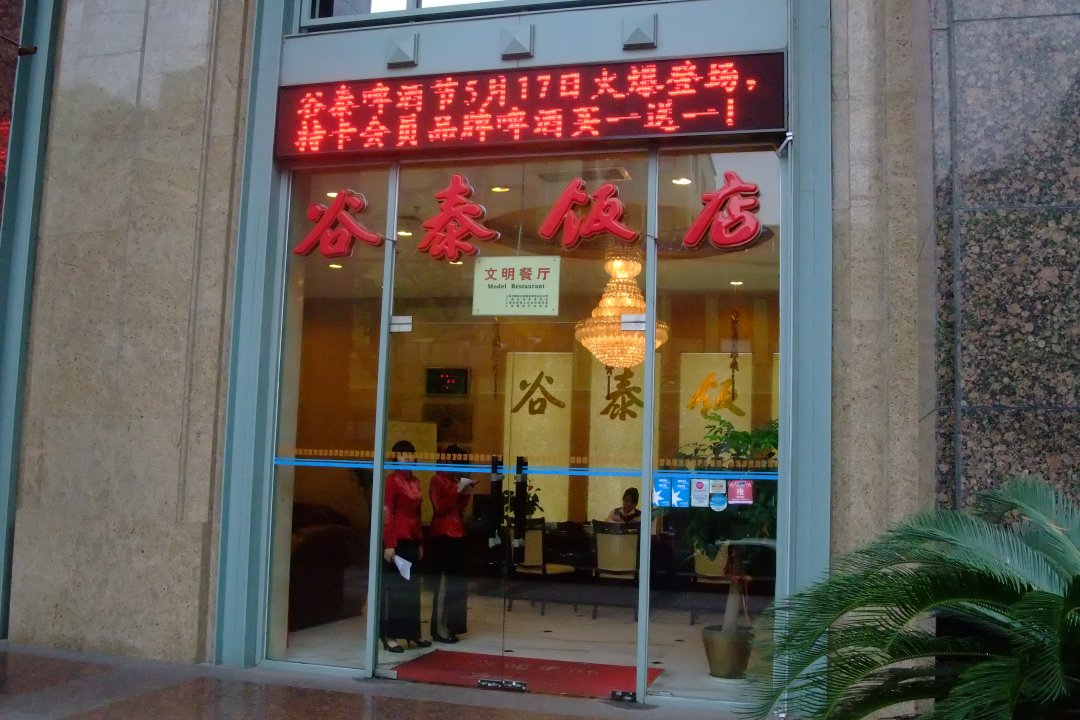 谷泰啤酒节5月17日火爆登场,
持卡会员品牌啤酒买一送一!
谷泰饭店
文明餐厅
Model Restaurant
谷泰饭